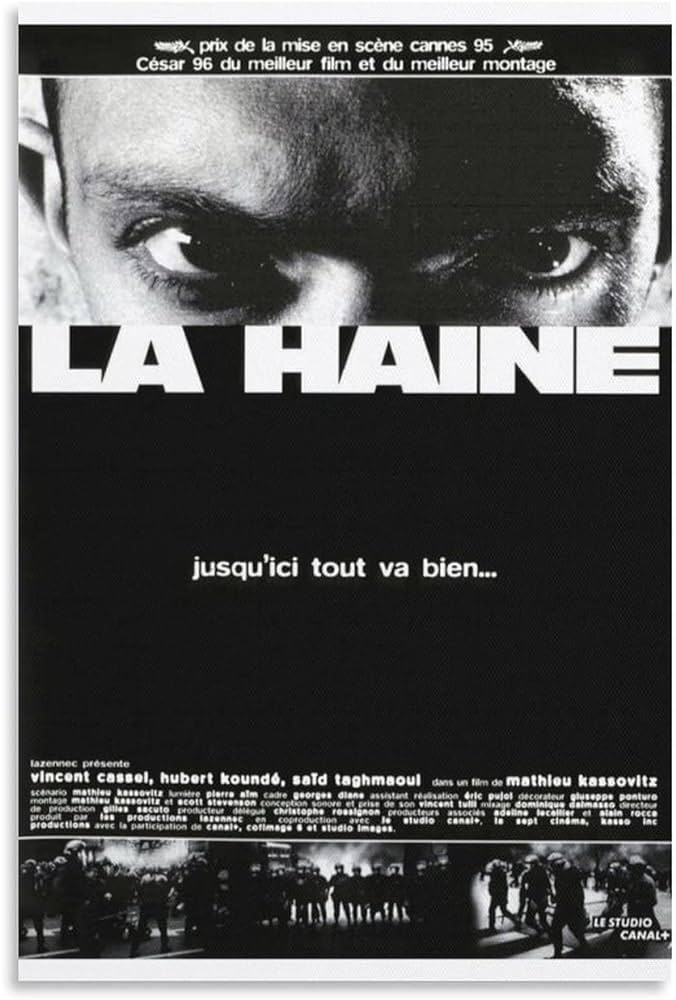 prix de la mise en scène cannes 95
César 96 du meilleur film et du meilleur montage
LA HAINE
jusqu'ici tout va bien...
lazennec présente
vincent cassel, hubert koundé, saïd taghmaoui dans un film de mathieu kassovitz
scénario mathieu kassovitz lumière pierre aïm cadre georges diane assistant réalisation éric pujol décorateur giuseppe ponturo
montage mathieu kassovitz et scott stevenson conception sonore et prise de son vincent tulli mixage dominique dalmasso directeur
de production gilles sacuto producteur délégué christophe rossignon producteurs associés adeline lecallier et alain rocca
produit par les productions lazennec en coproduction avec le studio canal+, la sept cinéma, kasso inc
productions avec la participation de canal+, cofimage 6 et studio images.
LE STUDIO
CANAL+